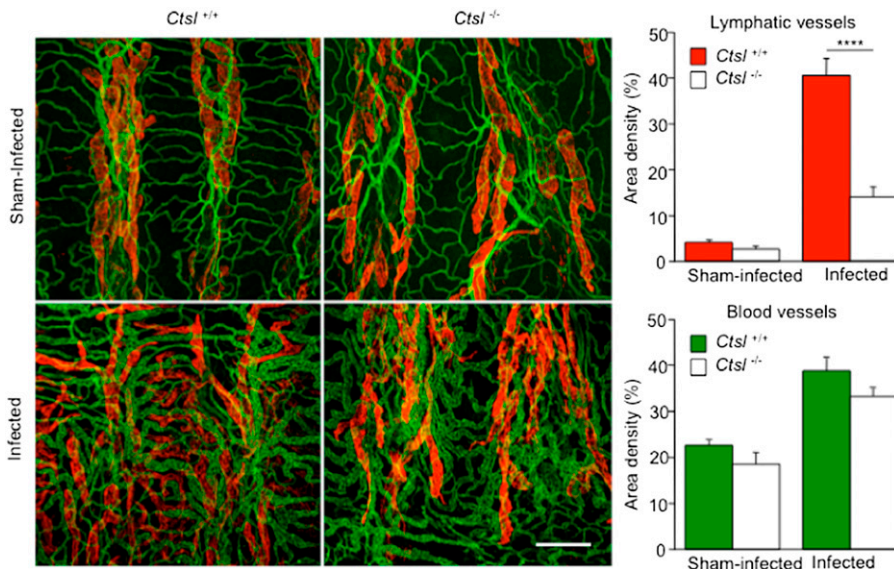 Ctsl +/+
Ctsl -/-
Sham-Infected
Infected
Lymphatic vessels
50
40
30
20
10
0
Area density (%)
Ctsl +/+
Ctsl -/-
****
Sham-infected Infected
Blood vessels
50
40
30
20
10
0
Area density (%)
Ctsl +/+
Ctsl -/-
Sham-infected Infected